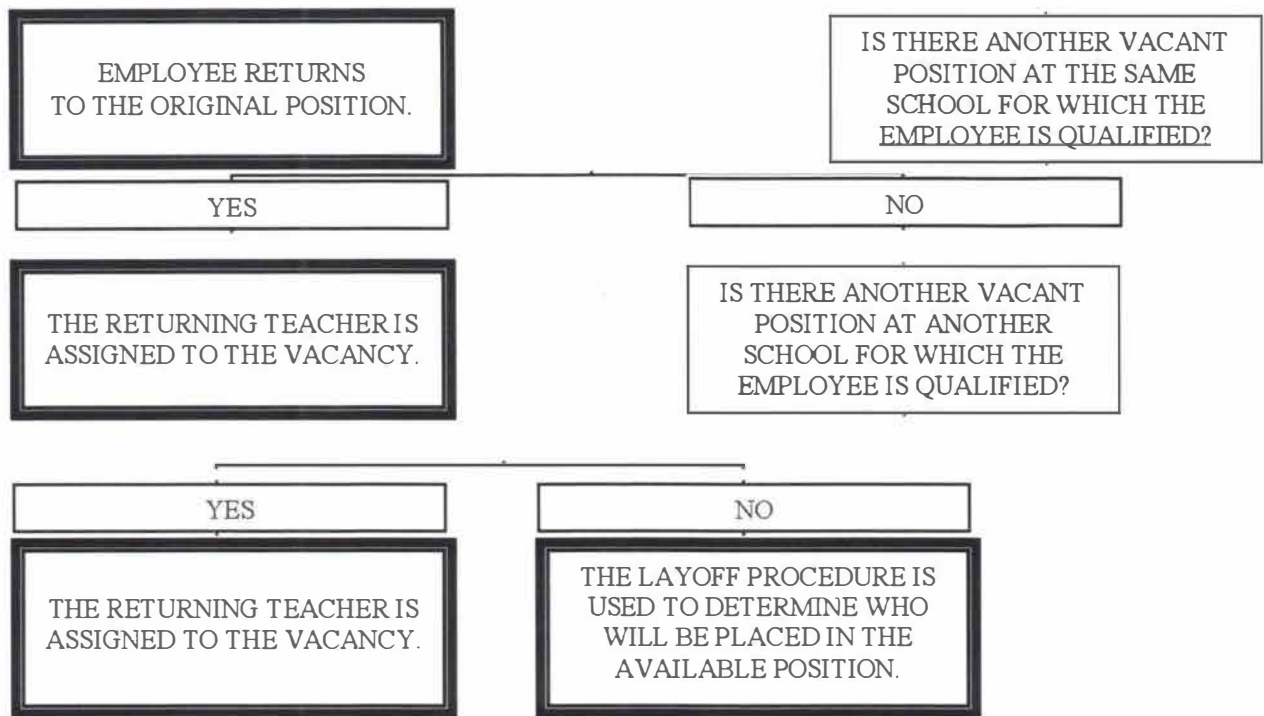 EMPLOYEE RETURNS
TO THE ORIGINAL POSITION.
IS THERE ANOTHER VACANT
POSITION AT THE SAME
SCHOOL FOR WHICH THE
EMPLOYEE IS QUALIFIED?
YES
NO
THE RETURNING TEACHER IS
ASSIGNED TO THE VACANCY.
IS THERE ANOTHER VACANT
POSITION AT ANOTHER
SCHOOL FOR WHICH THE
EMPLOYEE IS QUALIFIED?
YES
NO
THE RETURNING TEACHER IS
ASSIGNED TO THE VACANCY.
THE LAYOFF PROCEDURE IS
USED TO DETERMINE WHO
WILL BE PLACED IN THE
AVAILABLE POSITION.